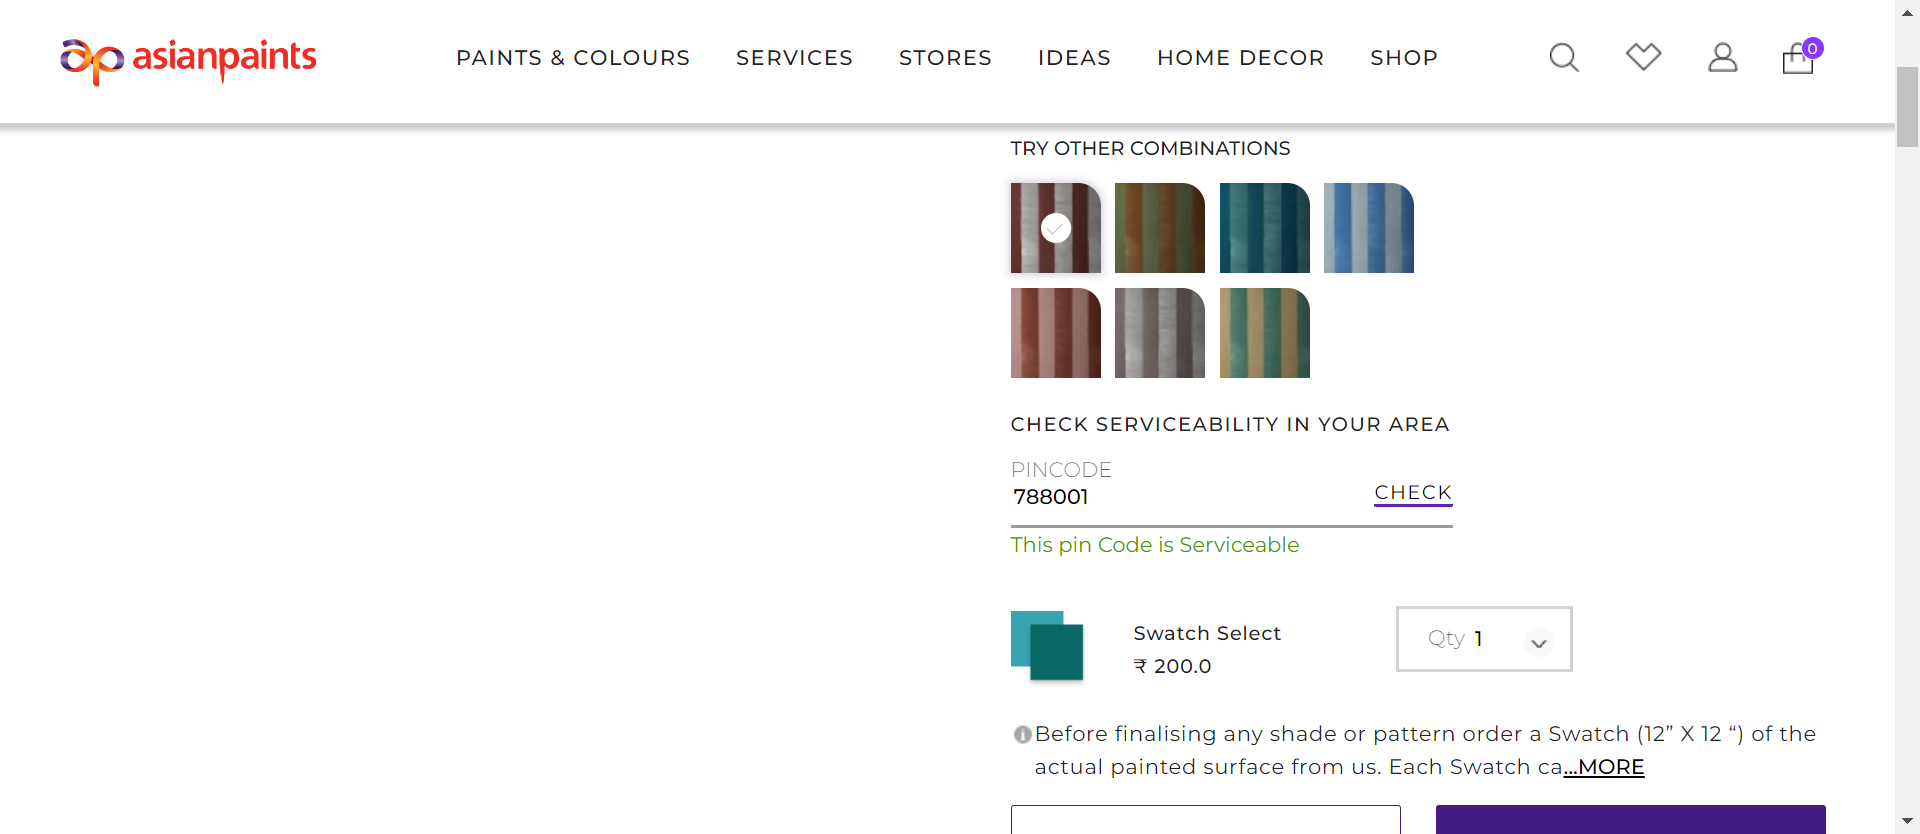 asianpaints
PAINTS & COLOURS SERVICES STORES IDEAS HOME DECOR SHOP
0
TRY OTHER COMBINATIONS
CHECK SERVICEABILITY IN YOUR AREA
PINCODE
788001
CHECK
This pin Code is Serviceable
Swatch Select
₹ 200.0
Qty 1
Before finalising any shade or pattern order a Swatch (12” X 12 “) of the
actual painted surface from us. Each Swatch ca...MORE